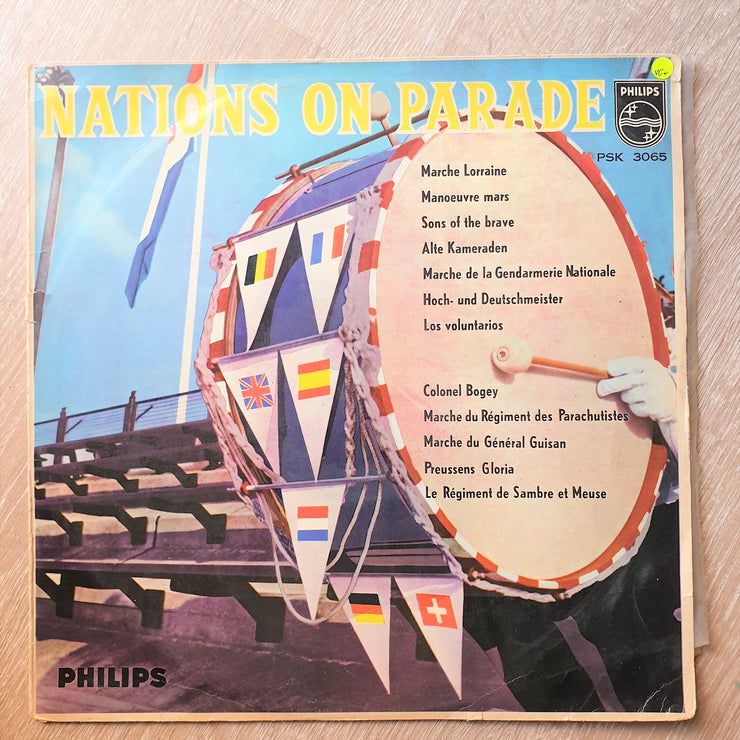 NATIONS ON PARADE
VG+
PHILIPS
PSK 3065
Marche Lorraine
Manoeuvre mars
Sons of the brave
Alte Kameraden
Marche de la Gendarmerie Nationale
Hoch- und Deutschmeister
Los voluntarios
Colonel Bogey
Marche du Régiment des Parachutistes
Marche du Général Guisan
Preussens Gloria
Le Régiment de Sambre et Meuse
PHILIPS